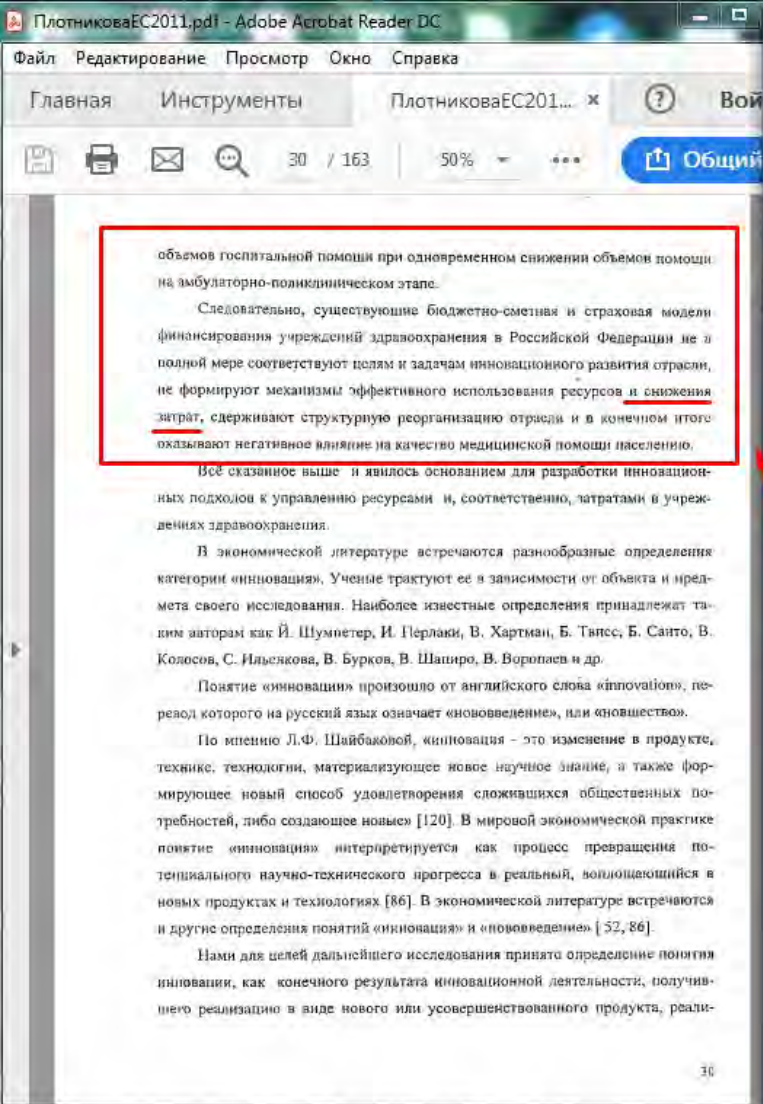 ПлотниковаЕС2011.pdf - Adobe Acrobat Reader DC
Файл Редактирование Просмотр Окно Справка
Главная Инструменты ПлотниковаЕС201... × ? Вой
30 / 163 50% Общий
объемов госпитальной помощи при одновременном снижении объемов помощи
на амбулаторно-поликлиническом этапе.
Следовательно, существующие бюджетно-сметная и страховая модели
финансирования учреждений здравоохранения в Российской Федерации не в
полной мере соответствуют целям и задачам инновационного развития отрасли,
не формируют механизмы эффективного использования ресурсов и снижения
затрат, сдерживают структурную реорганизацию отрасли и в конечном итоге
оказывают негативное влияние на качество медицинской помощи населению.
Всё сказанное выше и явилось основанием для разработки инновацион-
ных подходов к управлению ресурсами и, соответственно, затратами в учреж-
дениях здравоохранения.
В экономической литературе встречаются разнообразные определения
категории «инновация». Ученые трактуют ее в зависимости от объекта и пред-
мета своего исследования. Наиболее известные определения принадлежат та-
ким авторам как Й. Шумпетер, И. Перлаки, В. Хартман, Б. Твисс, Б. Санто, В.
Колосов, С. Ильенкова, В. Бурков, В. Шапиро, В. Воропаев и др.
Понятие «инновации» произошло от английского слова «innovation», пе-
ревод которого на русский язык означает «нововведение», или «новшество».
По мнению Л.Ф. Шайбаковой, «инновация - это изменение в продукте,
технике, технологии, материализующее новое научное знание, а также фор-
мирующее новый способ удовлетворения сложившихся общественных по-
требностей, либо создающее новые» [120]. В мировой экономической практике
понятие «инновация» интерпретируется как процесс превращения по-
тенциального научно-технического прогресса в реальный, воплощающийся в
новых продуктах и технологиях [86]. В экономической литературе встречаются
и другие определения понятий «инновация» и «нововведение» [ 52, 86].
Нами для целей дальнейшего исследования принято определение понятия
инновации, как конечного результата инновационной деятельности, получив-
шего реализацию в виде нового или усовершенствованного продукта, реали-
30